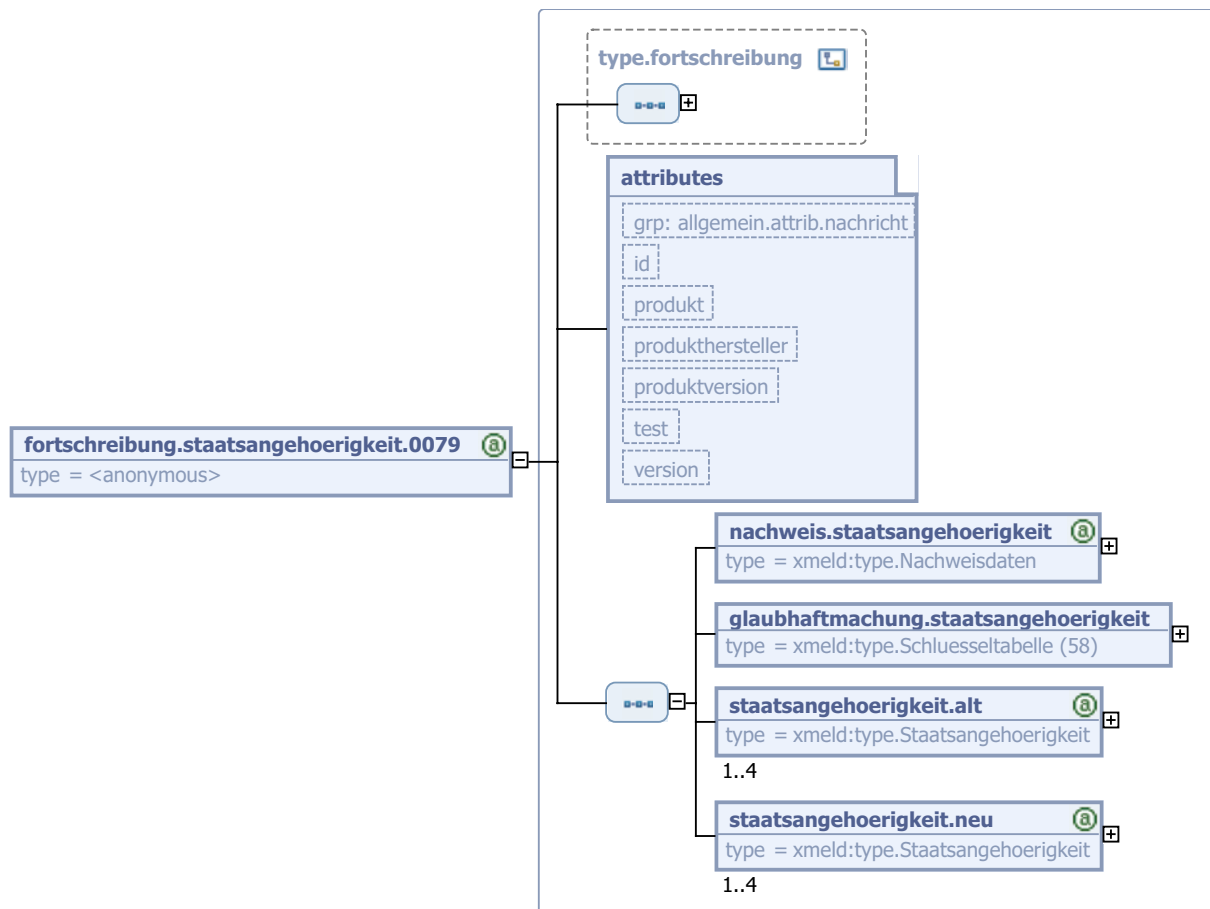 type.fortschreibung
attributes
grp: allgemein.attrib.nachricht
id
produkt
produkthersteller
produktversion
test
version
fortschreibung.staatsangehoerigkeit.0079
type = <anonymous>
nachweis.staatsangehoerigkeit
type = xmeld:type.Nachweisdaten
glaubhaftmachung.staatsangehoerigkeit
type = xmeld:type.Schluesseltabelle (58)
staatsangehoerigkeit.alt
type = xmeld:type.Staatsangehoerigkeit
1..4
staatsangehoerigkeit.neu
type = xmeld:type.Staatsangehoerigkeit
1..4